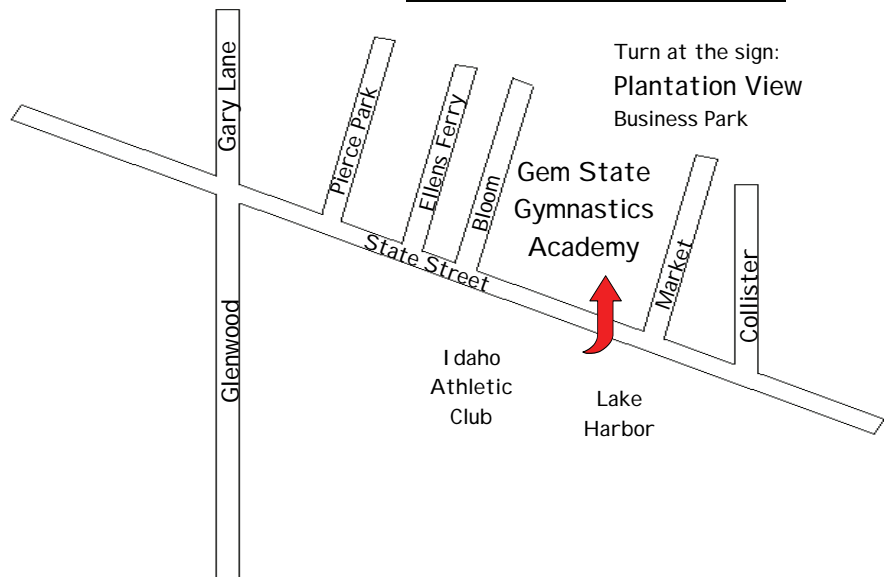 Turn at the sign:
Plantation View
Business Park
Gary Lane
Pierce Park
Ellens Ferry
Bloom
Gem State
Gymnastics
Academy
State Street
Market
Collister
Glenwood
Idaho
Athletic
Club
Lake
Harbor